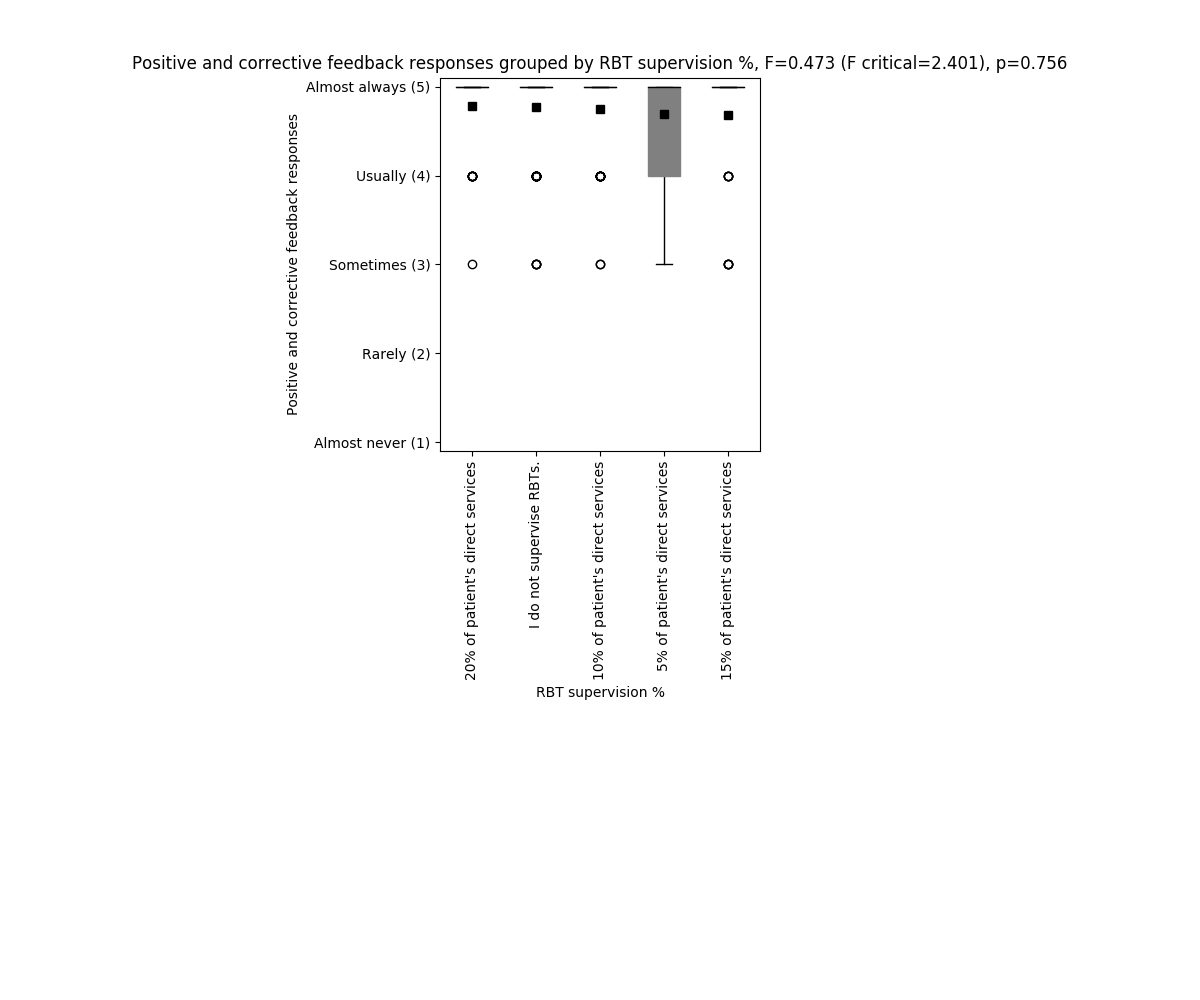 Positive and corrective feedback responses grouped by RBT supervision %, F=0.473 (F critical=2.401), p=0.756
Positive and corrective feedback responses
Almost always (5)
Usually (4)
Sometimes (3)
Rarely (2)
Almost never (1)
20% of patient's direct services
I do not supervise RBTs.
10% of patient's direct services
5% of patient's direct services
15% of patient's direct services
RBT supervision %